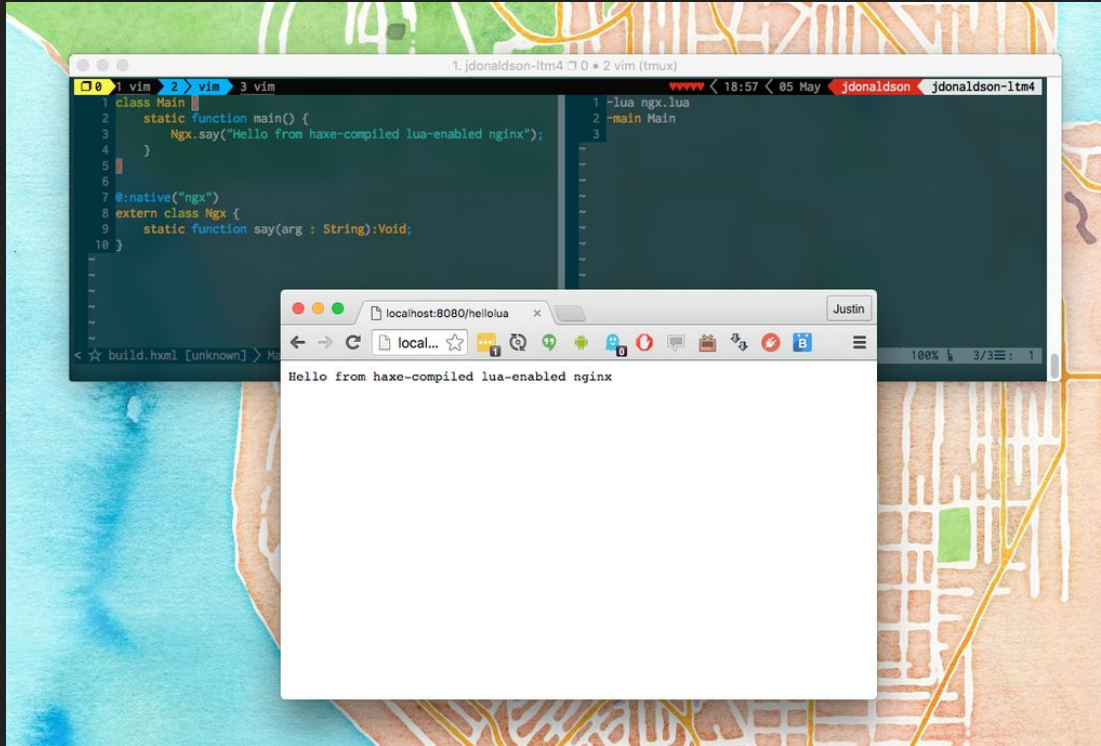 1. jdonaldson-ltm4 0 • 2 vim (tmux)
0 1 vim 2 vim 3 vim ♥♥♥♥♥ 18:57 05 May jdonaldson jdonaldson-ltm4
1 class Main {
2 static function main() {
3 Ngx.say("Hello from haxe-compiled lua-enabled nginx");
4 }
5 }
6
7 @:native("ngx")
8 extern class Ngx {
9 static function say(arg : String):Void;
10 }
~
~
~
~
~
1 -lua ngx.lua
2 -main Main
3
~
~
~
~
~
~
~
~
~
< ☆ build.hxml [unknown] > Ma
100% 3/3 : 1
localhost:8080/hellolua ×
Justin
local...
1
0
B
Hello from haxe-compiled lua-enabled nginx